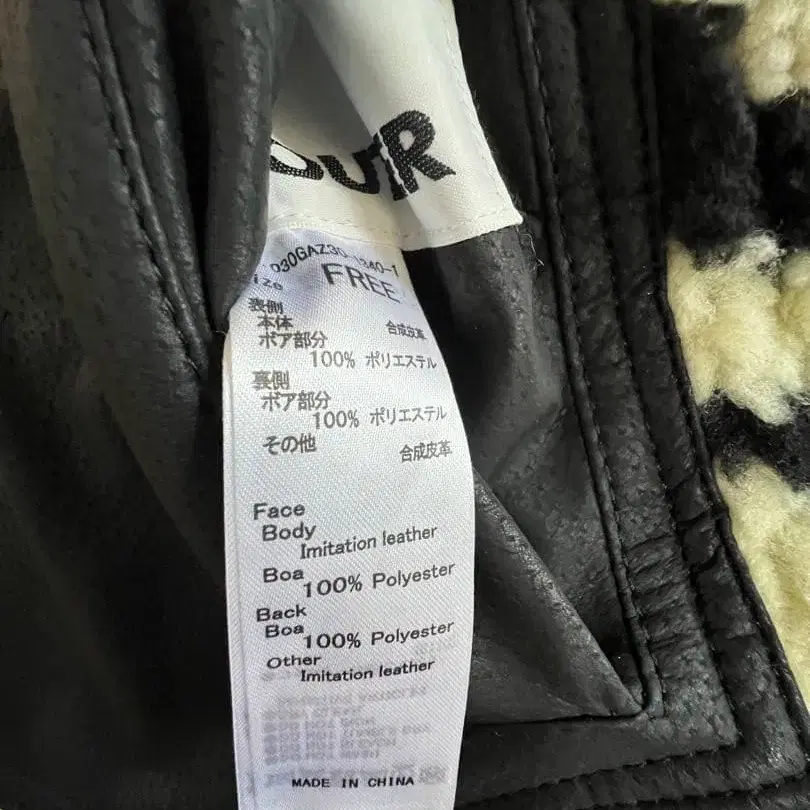 OUTR
030GAZ30-1340-1
ize FREE
表側
本体 合成皮革
ボア部分
100% ポリエステル
裏側
ボア部分
100% ポリエステル
その他 合成皮革
Face
Body
Imitation leather
Boa
100% Polyester
Back
Boa
100% Polyester
Other
Imitation leather
MADE IN CHINA